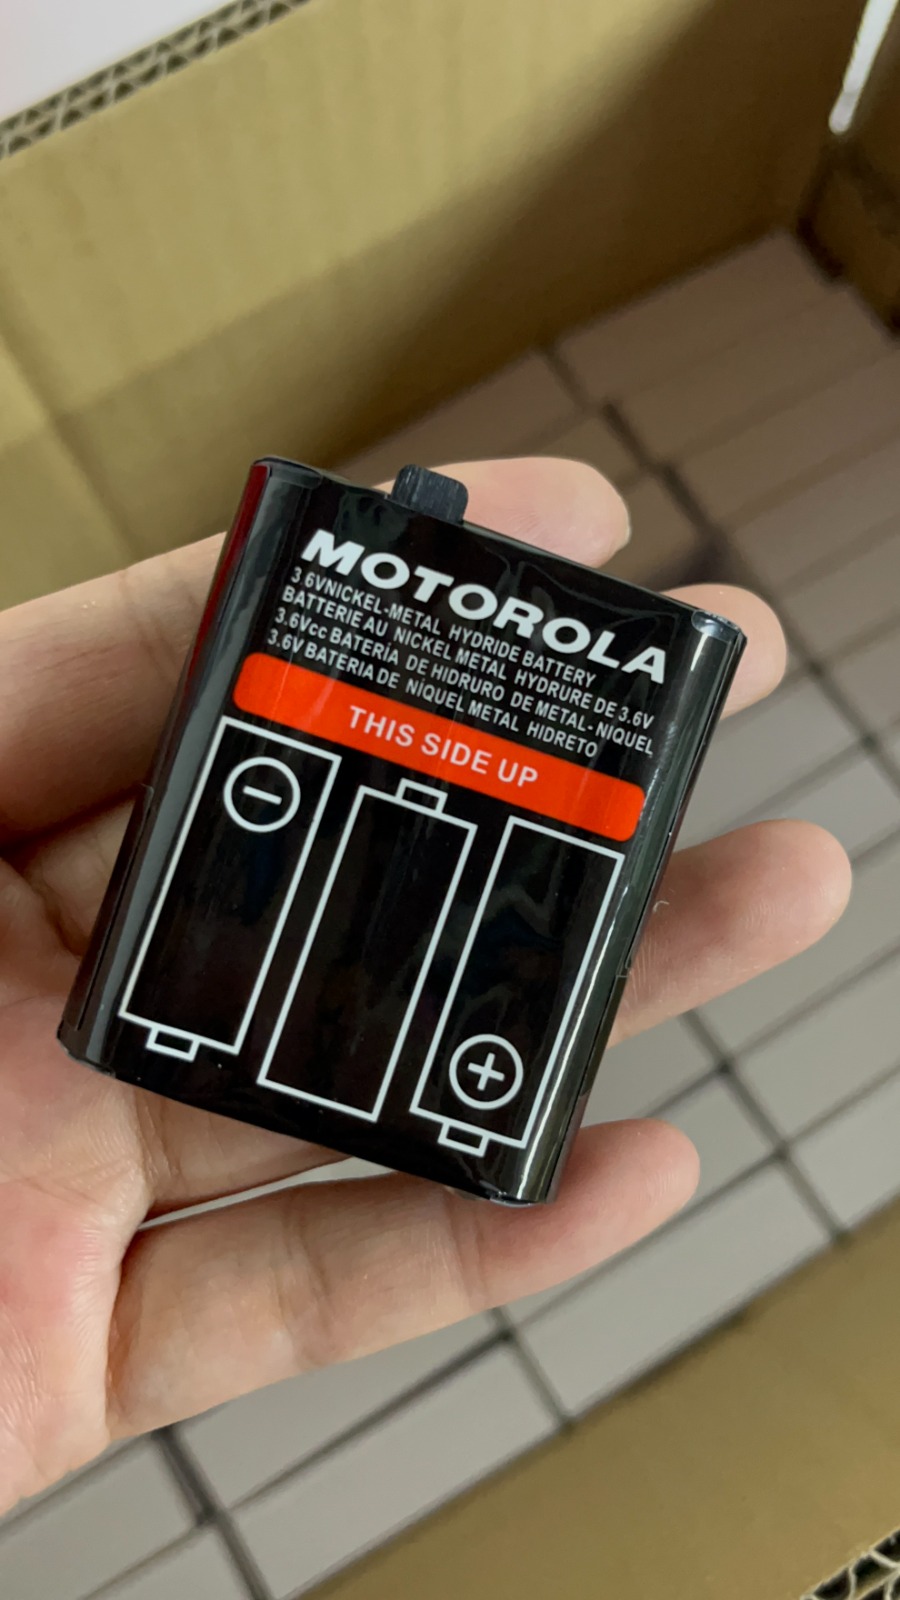 MOTOROLA
3.6VNICKEL-METAL HYDRIDE BATTERY
BATTERIE AU NICKEL METAL HYDRURE DE 3.6V
3.6Vcc BATERÍA DE HIDRURO DE METAL-NIQUEL
3.6V BATERIA DE NÍQUEL METAL HIDRETO
THIS SIDE UP
−
+